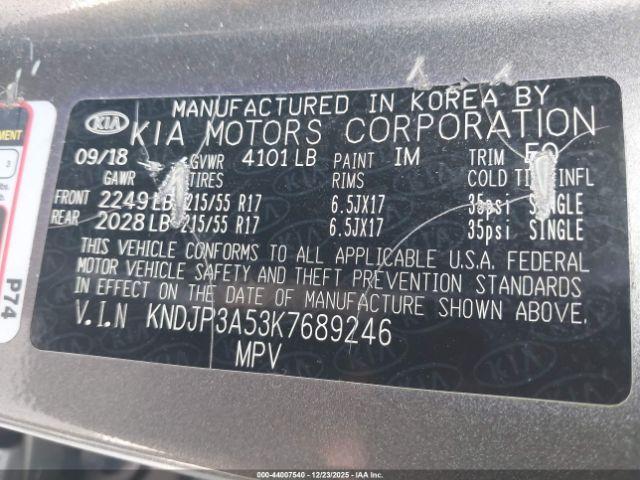 MANUFACTURED IN KOREA BY
KIA KIA MOTORS CORPORATION
09/18 GVWR 4101 LB PAINT IM TRIM
GAWR TIRES RIMS COLD INFL
FRONT 2249 LB 215/55 R17 6.5JX17 35psi SINGLE
REAR 2028 LB 215/55 R17 6.5JX17 35psi SINGLE
THIS VEHICLE CONFORMS TO ALL APPLICABLE U.S.A. FEDERAL
MOTOR VEHICLE SAFETY AND THEFT PREVENTION STANDARDS
IN EFFECT ON THE DATE OF MANUFACTURE SHOWN ABOVE.
V.I.N KNDJP3A53K7689246
MPV
P74
000-44007540 - 12/23/2025 - IAAI.COM